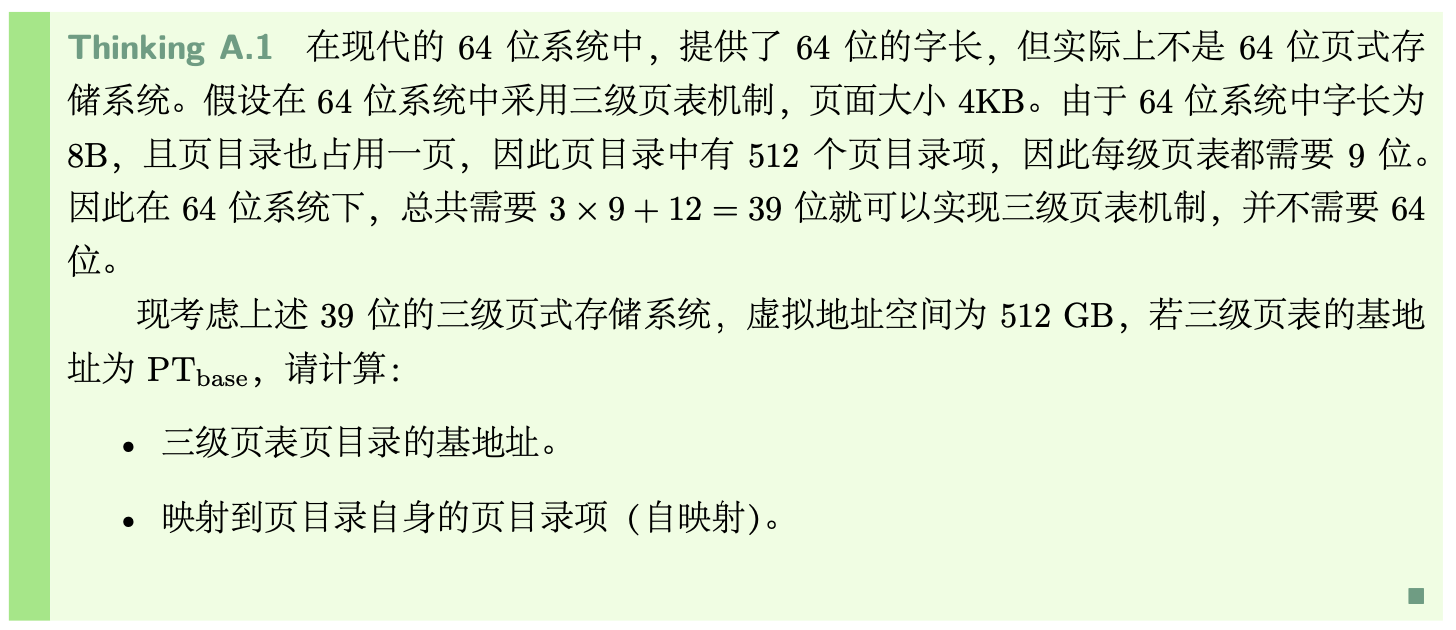 Thinking A.1 在现代的 64 位系统中，提供了 64 位的字长，但实际上不是 64 位页式存
储系统。假设在 64 位系统中采用三级页表机制，页面大小 4KB。由于 64 位系统中字长为
8B，且页目录也占用一页，因此页目录中有 512 个页目录项，因此每级页表都需要 9 位。
因此在 64 位系统下，总共需要 3 × 9 + 12 = 39 位就可以实现三级页表机制，并不需要 64
位。
现考虑上述 39 位的三级页式存储系统，虚拟地址空间为 512 GB，若三级页表的基地
址为 PTbase，请计算：
• 三级页表页目录的基地址。
• 映射到页目录自身的页目录项（自映射）。